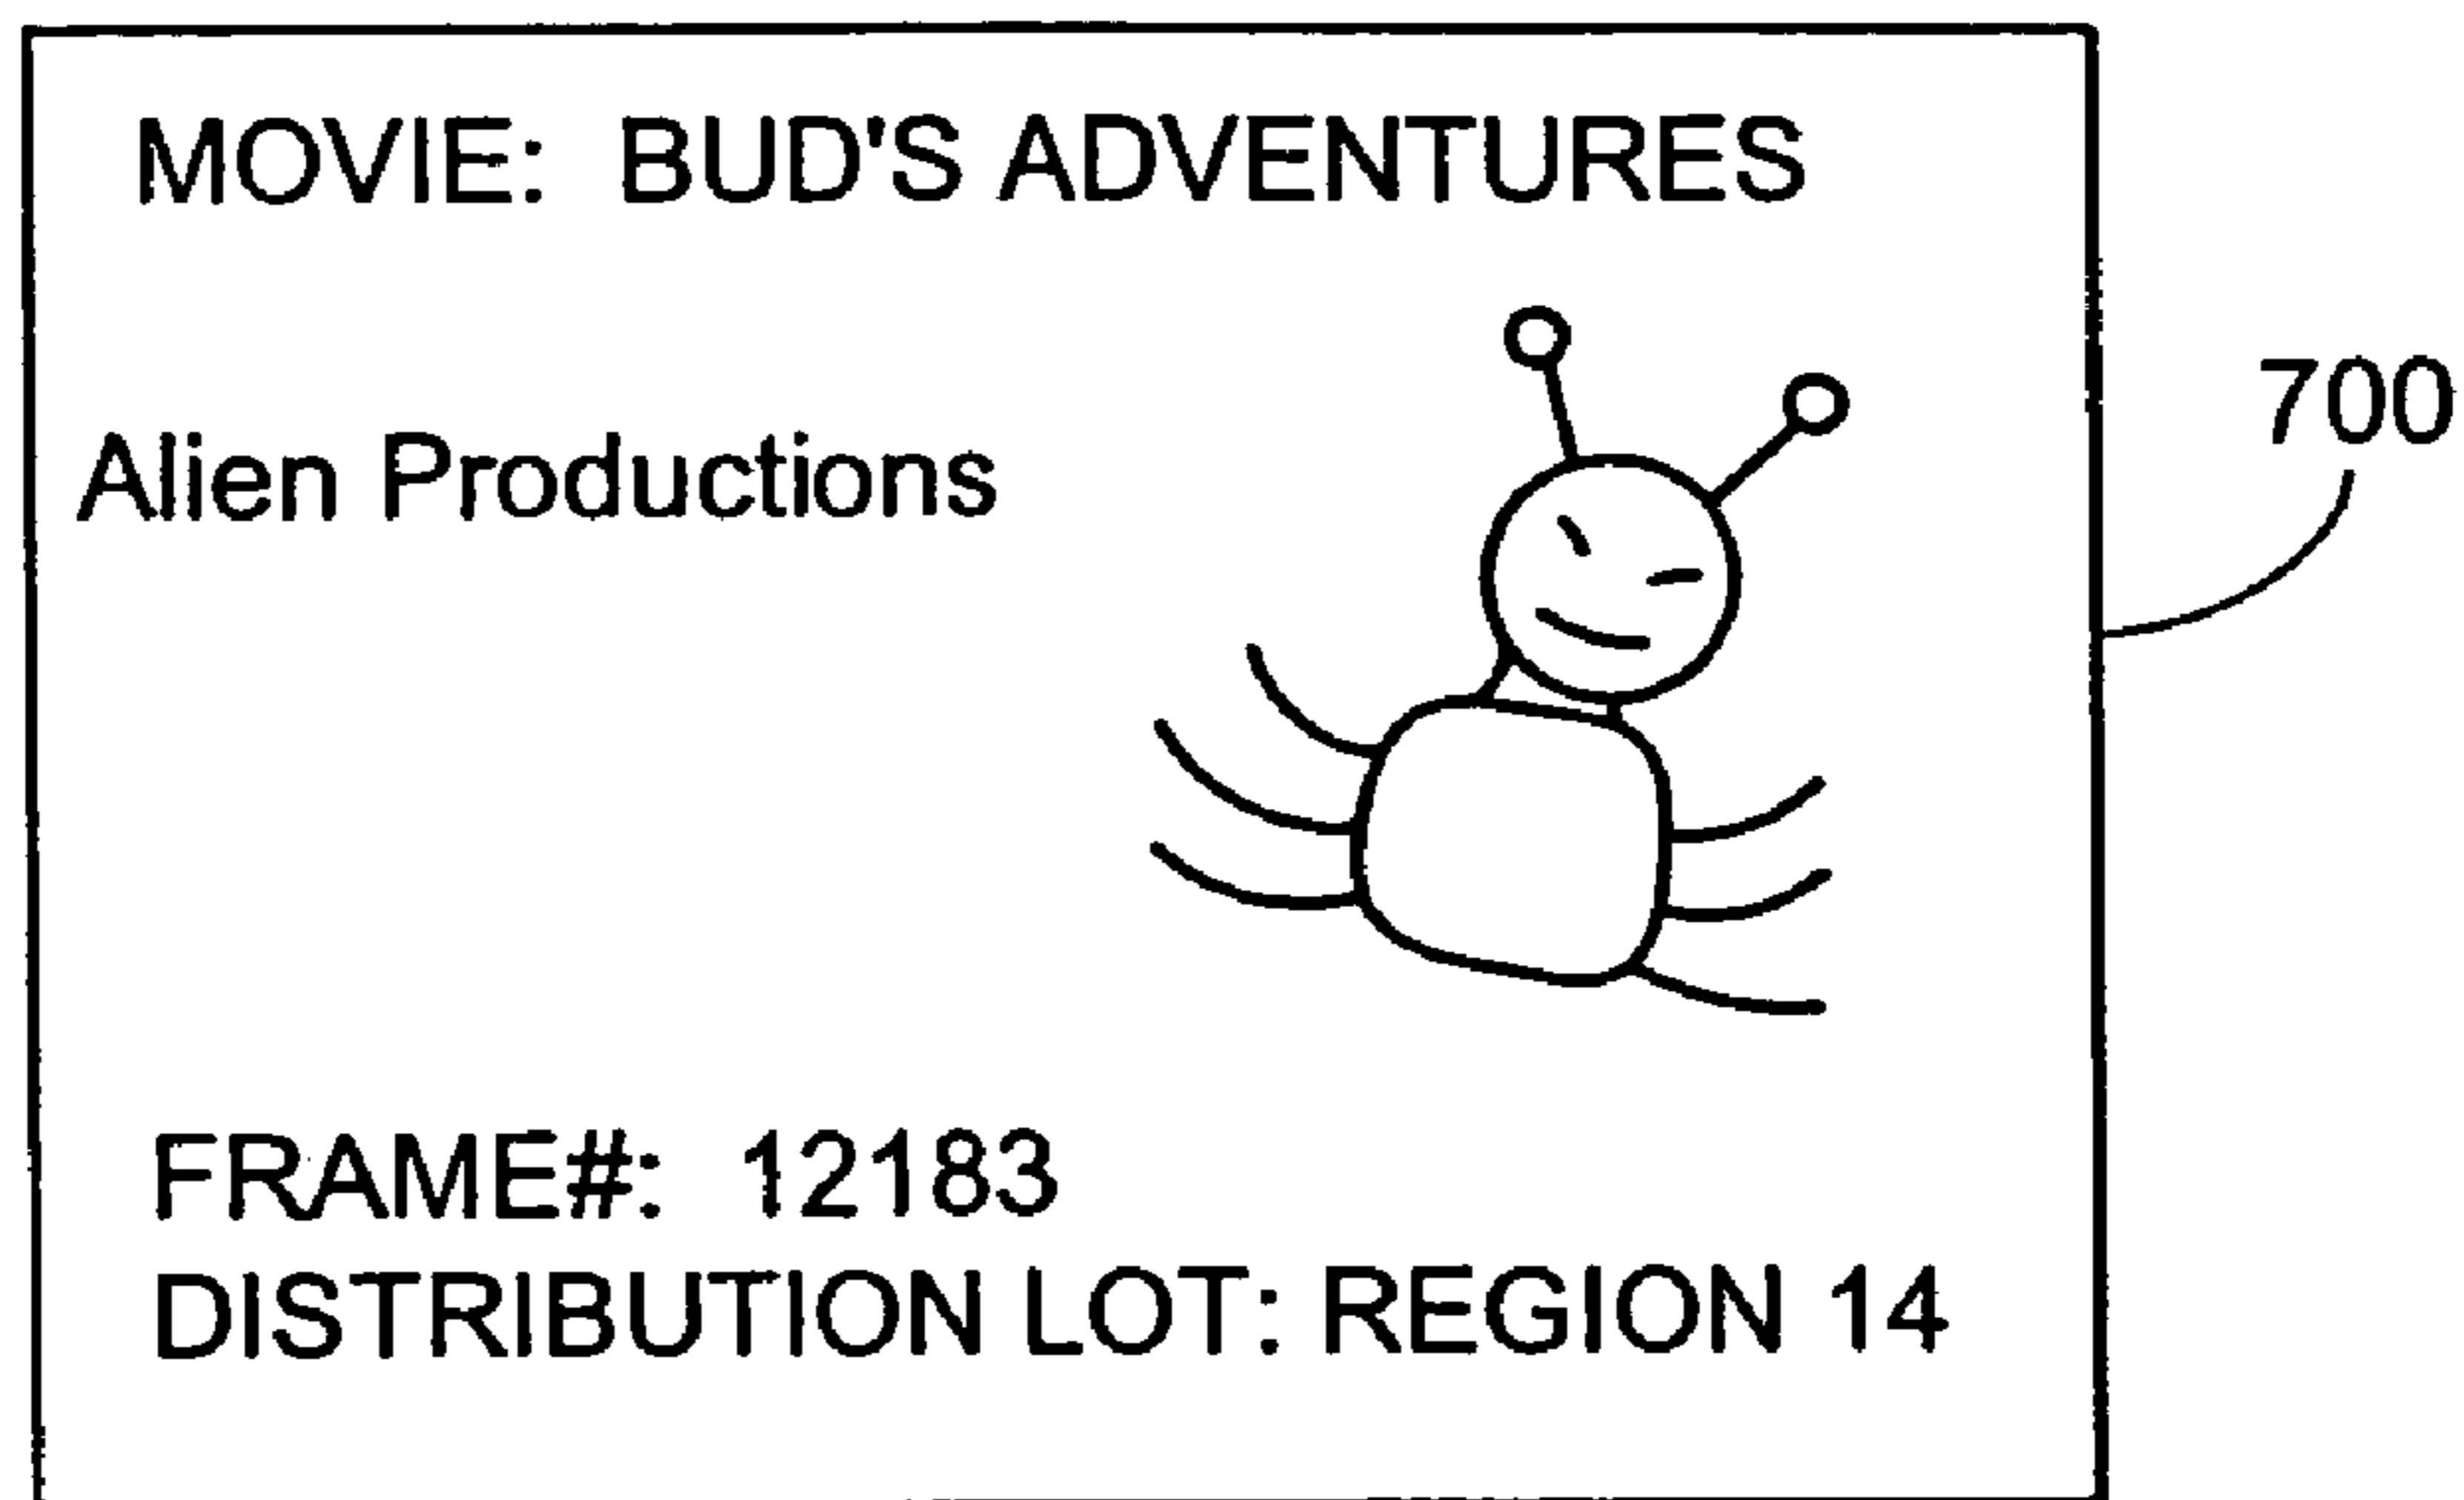 MOVIE: BUD'S ADVENTURES
700
Alien Productions
FRAME#: 12183
DISTRIBUTION LOT: REGION 14